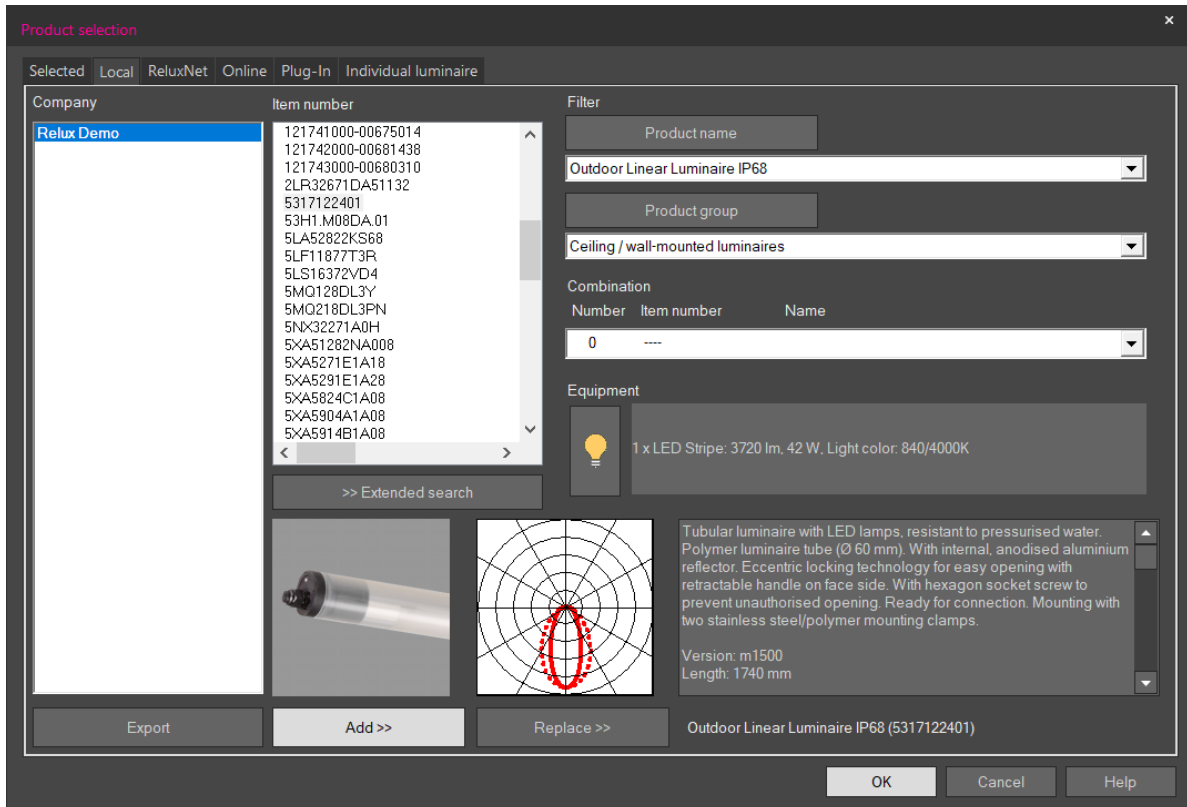 Product selection
×
Selected Local ReluxNet Online Plug-In Individual luminaire
Company
Relux Demo
Item number
121741000-00675014
121742000-00681438
121743000-00680310
2LR32671DA51132
5317122401
53H1.M08DA.01
5LA52822KS68
5LF11877T3R
5LS16372VD4
5MQ128DL3Y
5MQ218DL3PN
5NX32271A0H
5XA51282NA008
5XA5271E1A18
5XA5291E1A28
5XA5824C1A08
5XA5904A1A08
5XA5914B1A08
>> Extended search
Filter
Product name
Outdoor Linear Luminaire IP68
Product group
Ceiling / wall-mounted luminaires
Combination
Number Item number Name
0 ----
Equipment
1 x LED Stripe: 3720 lm, 42 W, Light color: 840/4000K
Tubular luminaire with LED lamps, resistant to pressurised water.
Polymer luminaire tube (Ø 60 mm). With internal, anodised aluminium
reflector. Eccentric locking technology for easy opening with
retractable handle on face side. With hexagon socket screw to
prevent unauthorised opening. Ready for connection. Mounting with
two stainless steel/polymer mounting clamps.
Version: m1500
Length: 1740 mm
Export
Add >>
Replace >>
Outdoor Linear Luminaire IP68 (5317122401)
OK
Cancel
Help